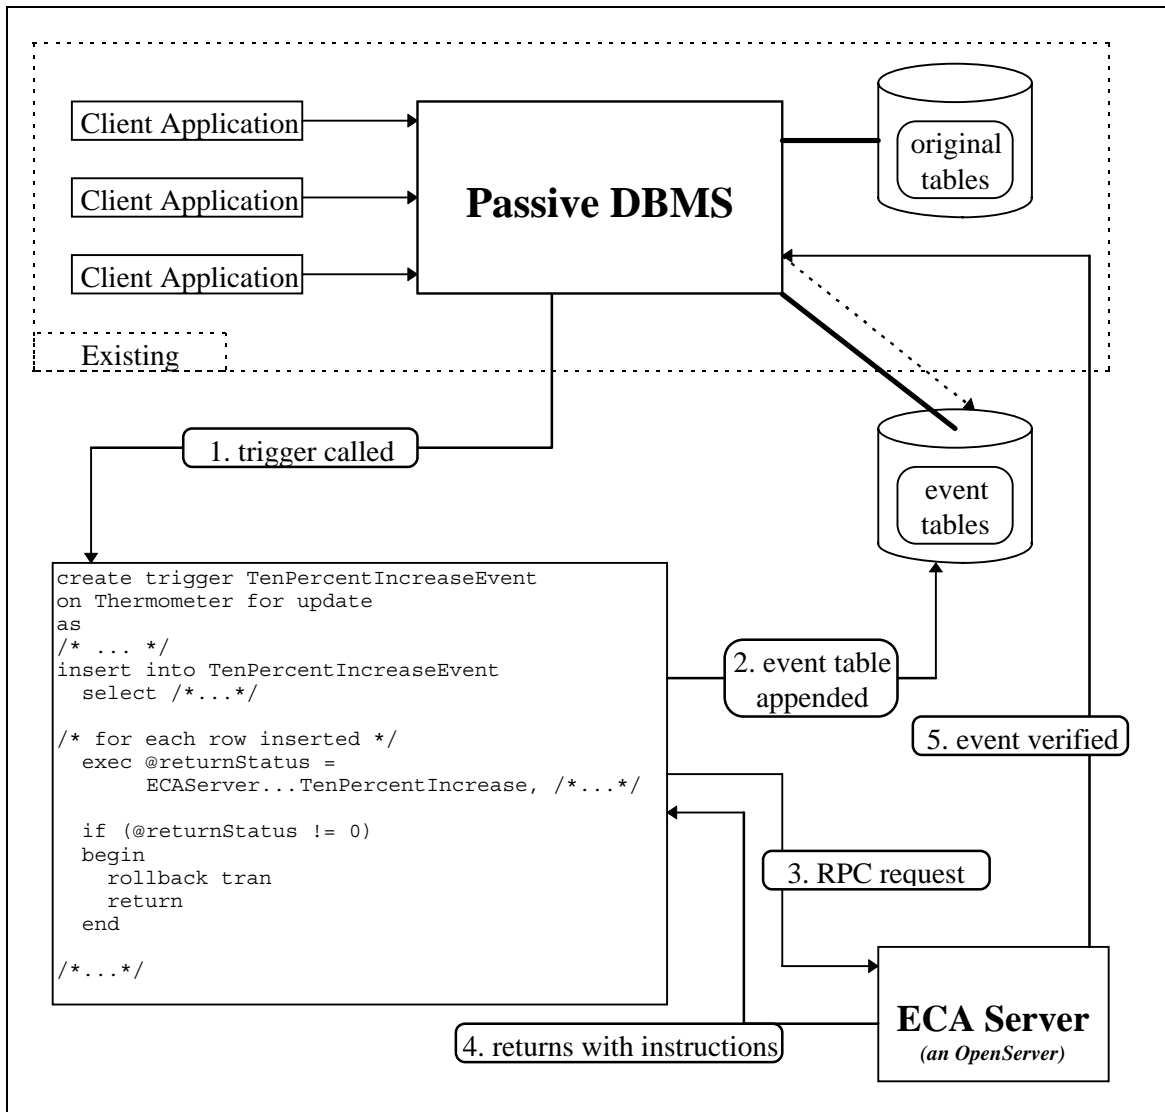 Client Application
Client Application
Client Application
Passive DBMS
original
tables
Existing
1. trigger called
event
tables
create trigger TenPercentIncreaseEvent
on Thermometer for update
as
/* ... */
insert into TenPercentIncreaseEvent
  select /*...*/
/* for each row inserted */
  exec @returnStatus =
       ECAServer...TenPercentIncrease, /*...*/
  if (@returnStatus != 0)
  begin
    rollback tran
    return
  end
/*...*/
2. event table
appended
5. event verified
3. RPC request
4. returns with instructions
ECA Server
(an OpenServer)